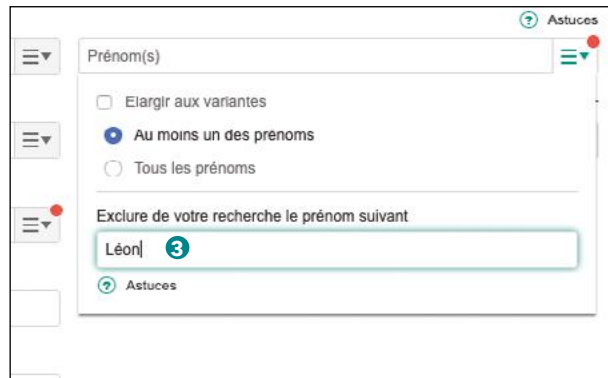 Astuces
Prénom(s)
Elargir aux variantes
Au moins un des prenoms
Tous les prénoms
Exclure de votre recherche le prénom suivant
Léon 3
Astuces